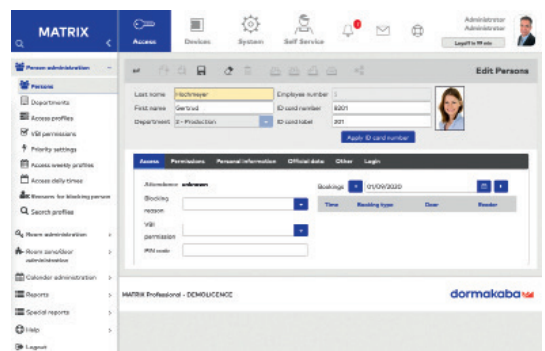 MATRIX
Access
Devices
System
Self Service
Administrator
Administrator
Logoff in 59 min
Person administration
Persons
Departments
Access profiles
VIB permissions
Priority settings
Access weekly profiles
Access daily times
Reasons for blocking person
Search profiles
Room administration
Room zone/door
administration
Calendar administration
Reports
Special reports
Help
Logout
Edit Persons
Last name
Hochmeyer
Employee number
First name
Gertrud
ID card number
9201
Department
2 - Production
ID card label
201
Apply ID card number
Access
Permissions
Personal information
Official data
Other
Login
Attendance unknown
Blocking
reason
VIB
permission
PIN code
Bookings
01/09/2020
Time
Booking type
Door
Reader
MATRIX Professional - DEMOLICENCE
dormakaba